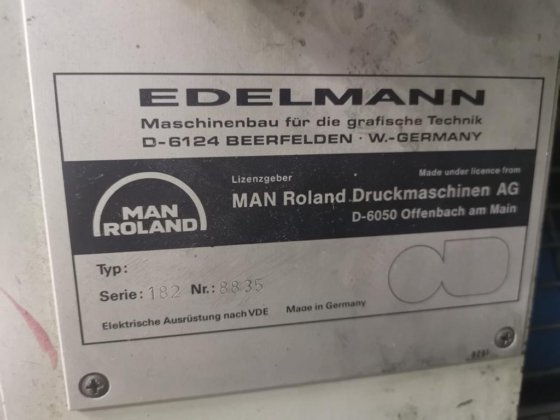 EDELMANN
Maschinenbau für die grafische Technik
D-6124 BEERFELDEN · W.-GERMANY
MAN
ROLAND
Lizenzgeber
Made under licence from
MAN Roland Druckmaschinen AG
D-6050 Offenbach am Main
Typ:
Serie: 182 Nr.: 8835
Elektrische Ausrüstung nach VDE Made in Germany